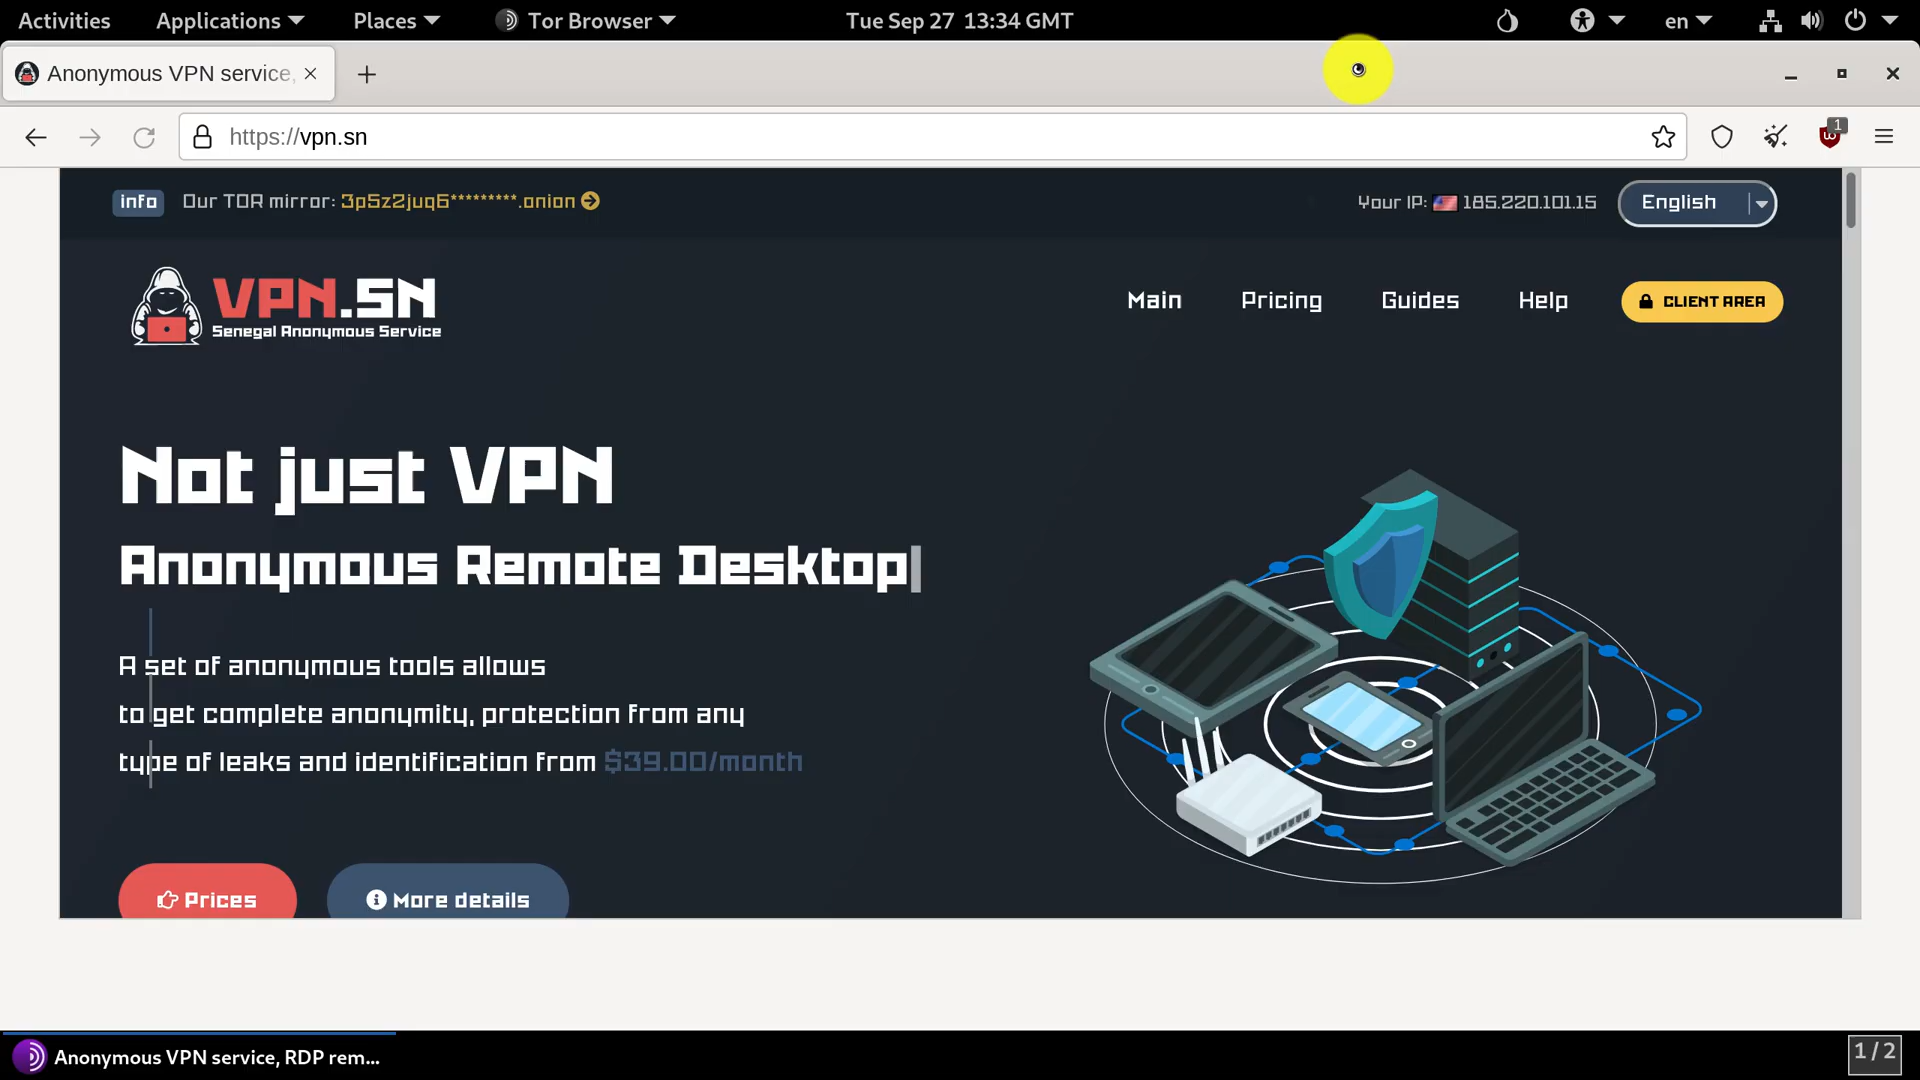 Activities Applications Places Tor Browser Tue Sep 27 13:34 GMT en
Anonymous VPN service,
https://vpn.sn
1
info Our TOR mirror: 3p5z2juq6*********.onion Your IP: 185.220.101.15 English
VPN.SN
Senegal Anonymous Service
Main Pricing Guides Help CLIENT AREA
Not just VPN
Anonymous Remote Desktop
A set of anonymous tools allows
to get complete anonymity, protection from any
type of leaks and identification from $39.00/month
Prices More details
Anonymous VPN service, RDP rem...
1 / 2